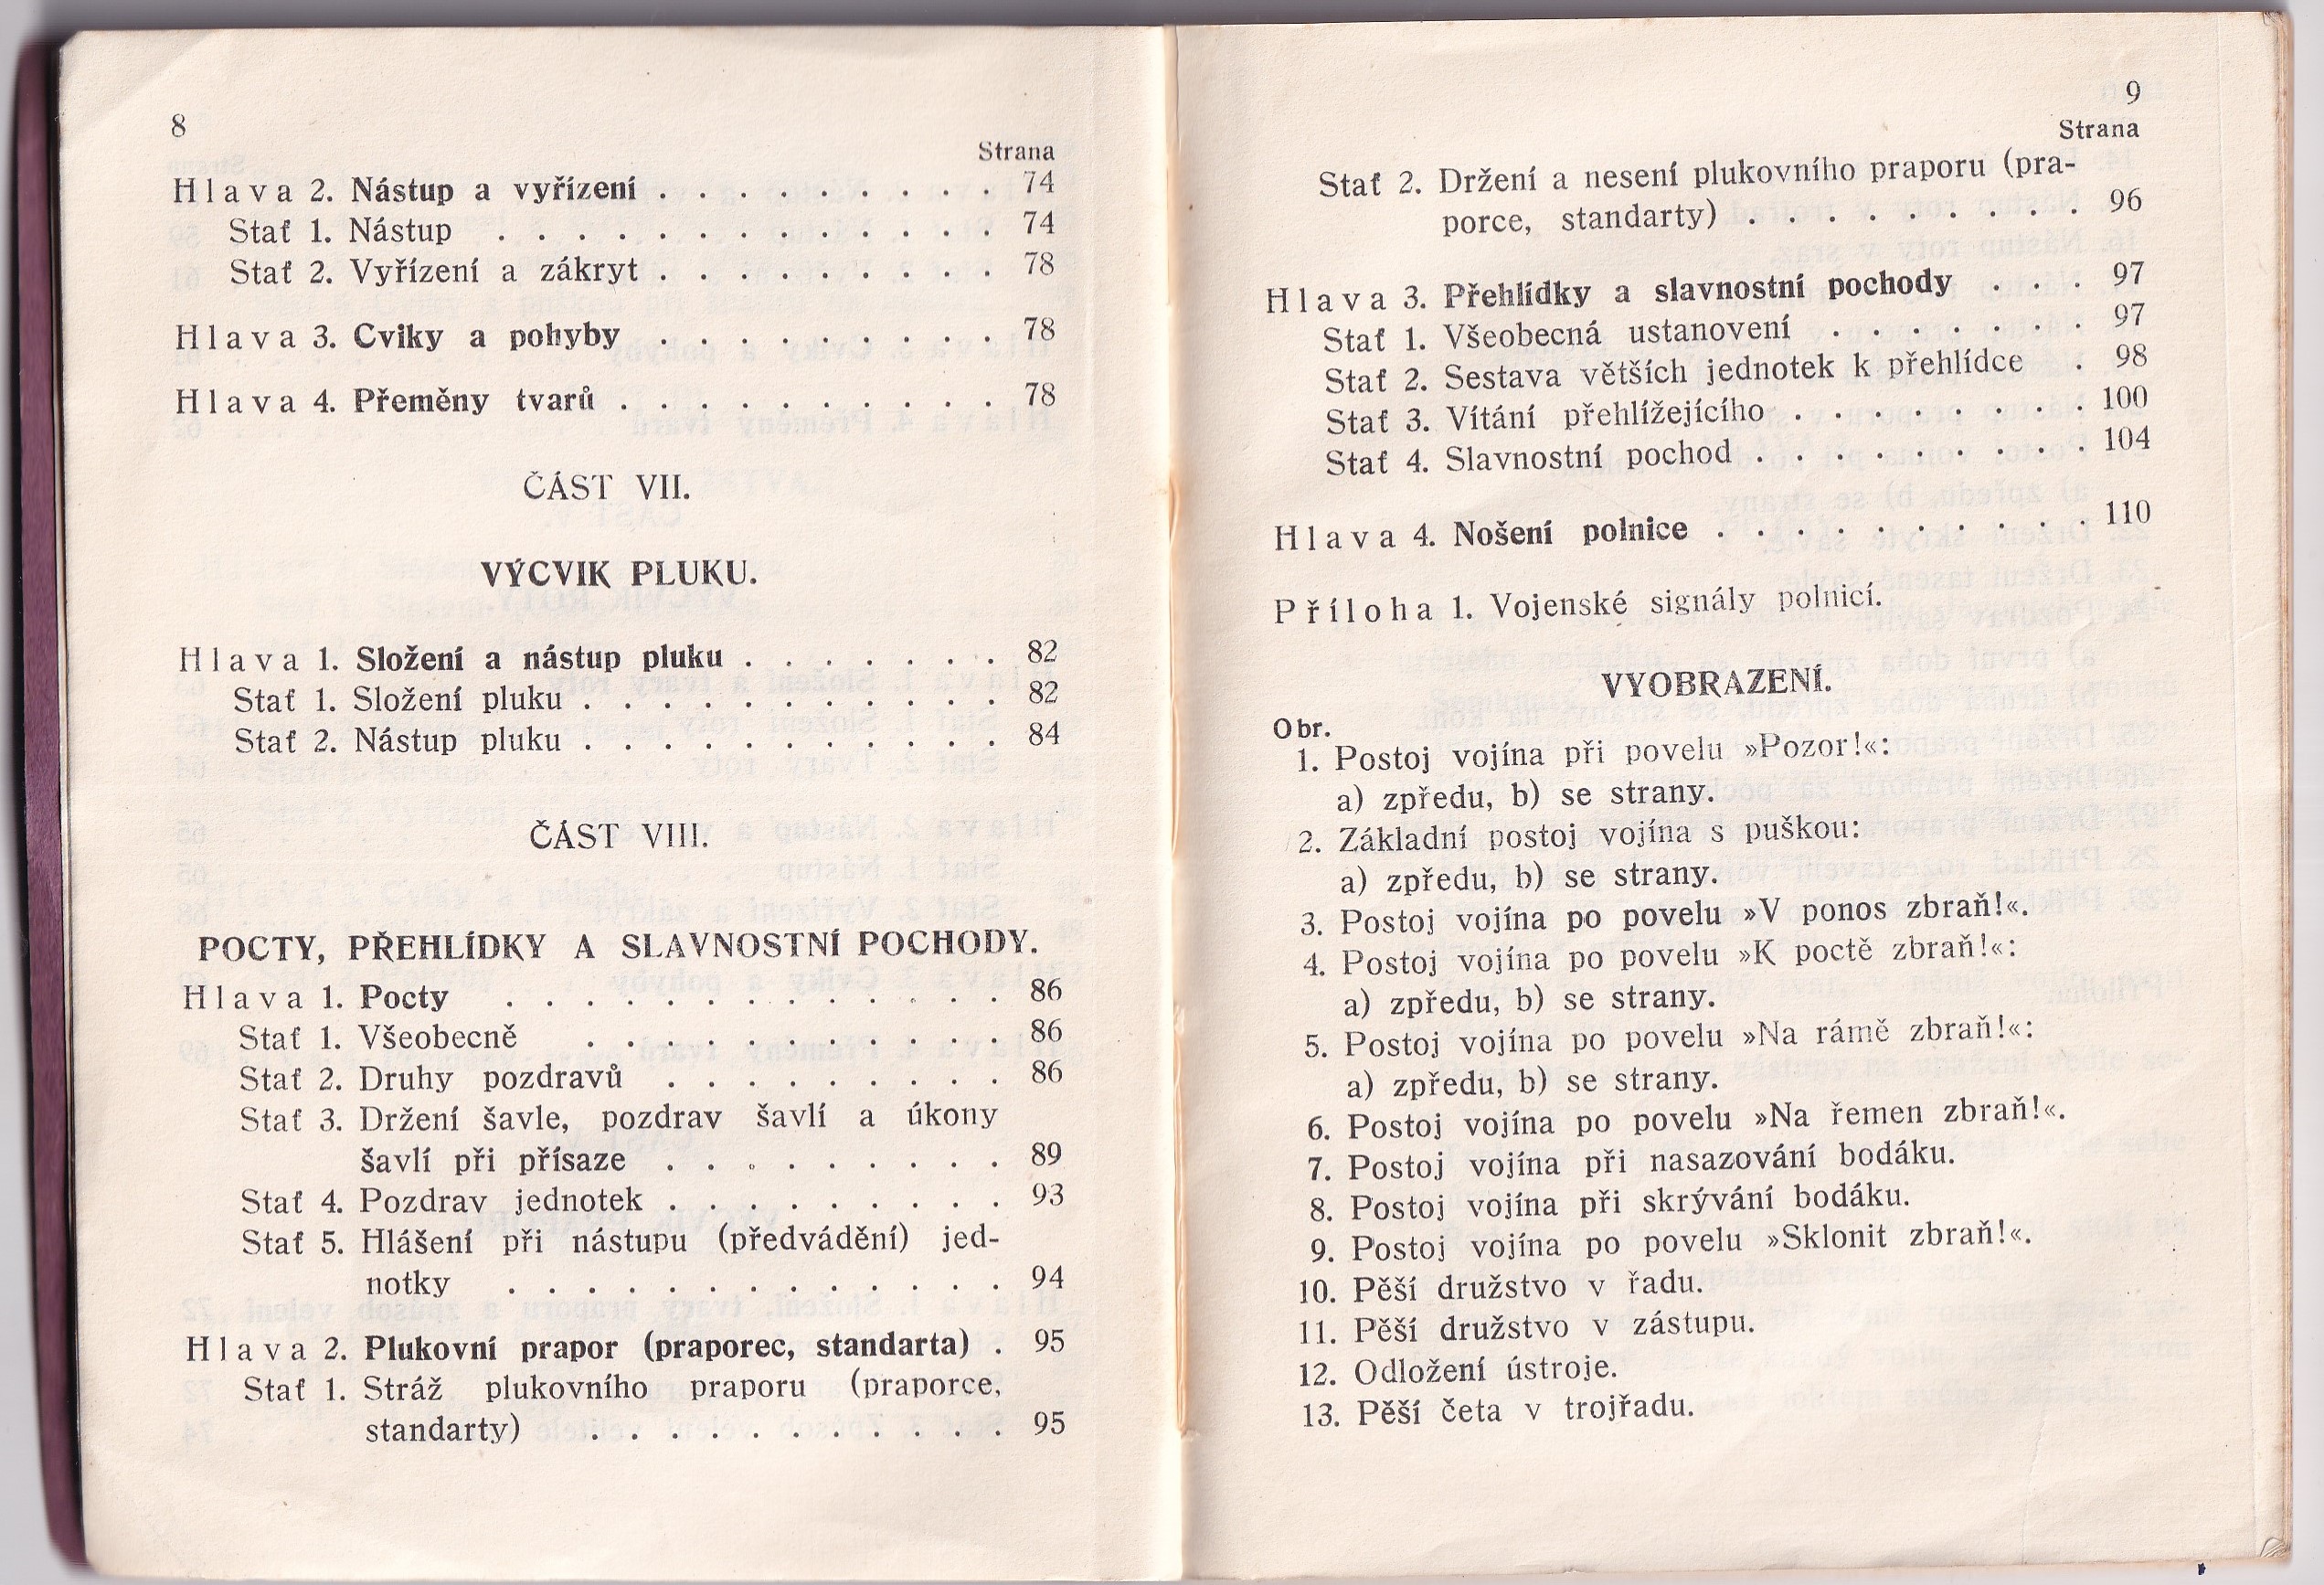 8
Strana
Hlava 2. Nástup a vyřízení . . . . . . . . . 74
Stať 1. Nástup . . . . . . . . . . . . . 74
Stať 2. Vyřízení a zákryt . . . . . . . . . 78
Hlava 3. Cviky a pohyby . . . . . . . . . 78
Hlava 4. Přeměny tvarů . . . . . . . . . . 78
ČÁST VII.
VÝCVIK PLUKU.
Hlava 1. Složení a nástup pluku . . . . . . . 82
Stať 1. Složení pluku . . . . . . . . . . . 82
Stať 2. Nástup pluku . . . . . . . . . . . 84
ČÁST VIII.
POCTY, PŘEHLÍDKY A SLAVNOSTNÍ POCHODY.
Hlava 1. Pocty . . . . . . . . . . . . . 86
Stať 1. Všeobecně . . . . . . . . . . . 86
Stať 2. Druhy pozdravů . . . . . . . . . 86
Stať 3. Držení šavle, pozdrav šavlí a úkony
šavlí při přísaze . . . . . . . . . 89
Stať 4. Pozdrav jednotek . . . . . . . . . 93
Stať 5. Hlášení při nástupu (předvádění) jed-
notky . . . . . . . . . . . . . 94
Hlava 2. Plukovní prapor (praporec, standarta) . 95
Stať 1. Stráž plukovního praporu (praporce,
standarty) . . . . . . . . . . . 95
9
Strana
Stať 2. Držení a nesení plukovního praporu (pra-
porce, standarty) . . . . . . . . . 96
Hlava 3. Přehlídky a slavnostní pochody . . . 97
Stať 1. Všeobecná ustanovení . . . . . . . 97
Stať 2. Sestava větších jednotek k přehlídce . 98
Stať 3. Vítání přehlížejícího . . . . . . . . 100
Stať 4. Slavnostní pochod . . . . . . . . . 104
Hlava 4. Nošení polnice . . . . . . . . . . 110
Příloha 1. Vojenské signály polnicí.
VYOBRAZENÍ.
Obr.
1. Postoj vojína při povelu »Pozor!«:
a) zpředu, b) se strany.
2. Základní postoj vojína s puškou:
a) zpředu, b) se strany.
3. Postoj vojína po povelu »V ponos zbraň!«.
4. Postoj vojína po povelu »K poctě zbraň!«:
a) zpředu, b) se strany.
5. Postoj vojína po povelu »Na rámě zbraň!«:
a) zpředu, b) se strany.
6. Postoj vojína po povelu »Na řemen zbraň!«.
7. Postoj vojína při nasazování bodáku.
8. Postoj vojína při skrývání bodáku.
9. Postoj vojína po povelu »Sklonit zbraň!«.
10. Pěší družstvo v řadu.
11. Pěší družstvo v zástupu.
12. Odložení ústroje.
13. Pěší četa v trojřadu.